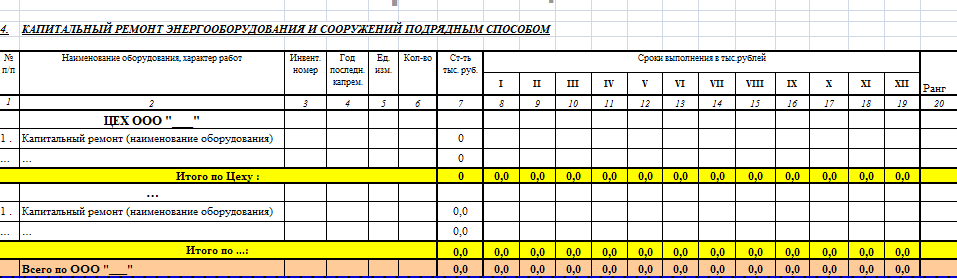 4. КАПИТАЛЬНЫЙ РЕМОНТ ЭНЕРГООБОРУДОВАНИЯ И СООРУЖЕНИЙ ПОДРЯДНЫМ СПОСОБОМ
№ п/п Наименование оборудования, характер работ Инвент. номер Год последн. капрем. Ед. изм. Кол-во Ст-ть тыс. руб. Сроки выполнения в тыс.рублей Ранг
I II III IV V VI VII VIII IX X XI XII
1 2 3 4 5 6 7 8 9 10 11 12 13 14 15 16 17 18 19 20
ЦЕХ ООО "___"
1 . Капитальный ремонт (наименование оборудования) 0
... ... 0
Итого по Цеху : 0 0,0 0,0 0,0 0,0 0,0 0,0 0,0 0,0 0,0 0,0 0,0 0,0
...
1 . Капитальный ремонт (наименование оборудования) 0,0
... ... 0,0
Итого по ...: 0,0 0,0 0,0 0,0 0,0 0,0 0,0 0,0 0,0 0,0 0,0 0,0 0,0
Всего по ООО "___" 0,0 0,0 0,0 0,0 0,0 0,0 0,0 0,0 0,0 0,0 0,0 0,0 0,0